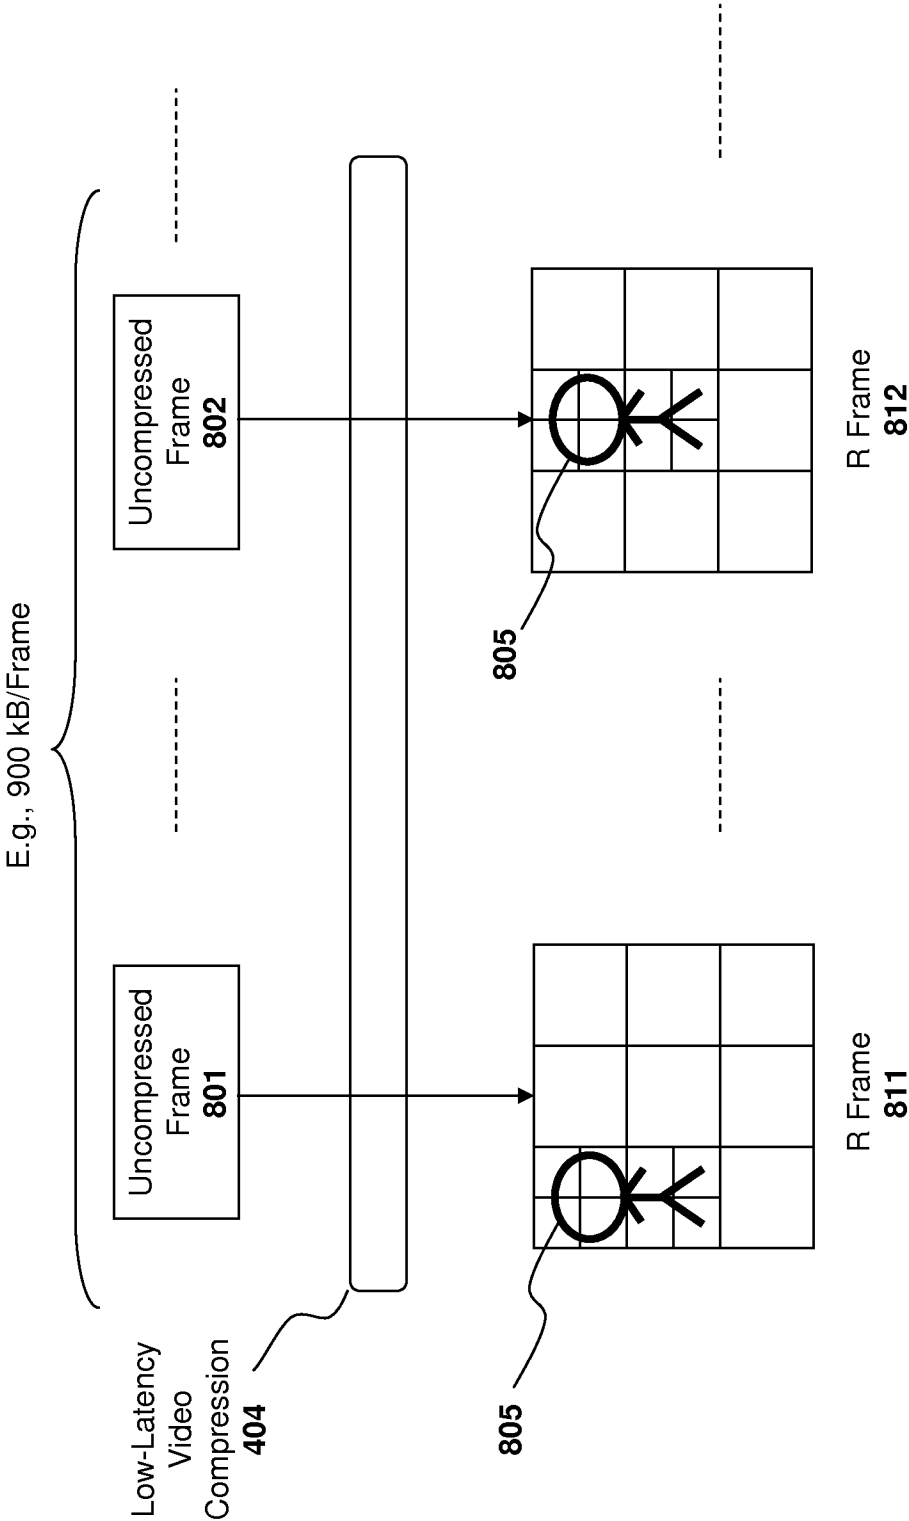 E.g., 900 kB/Frame
Low-Latency
Video
Compression
404
Uncompressed
Frame
801
Uncompressed
Frame
802
805
805
R Frame
811
R Frame
812